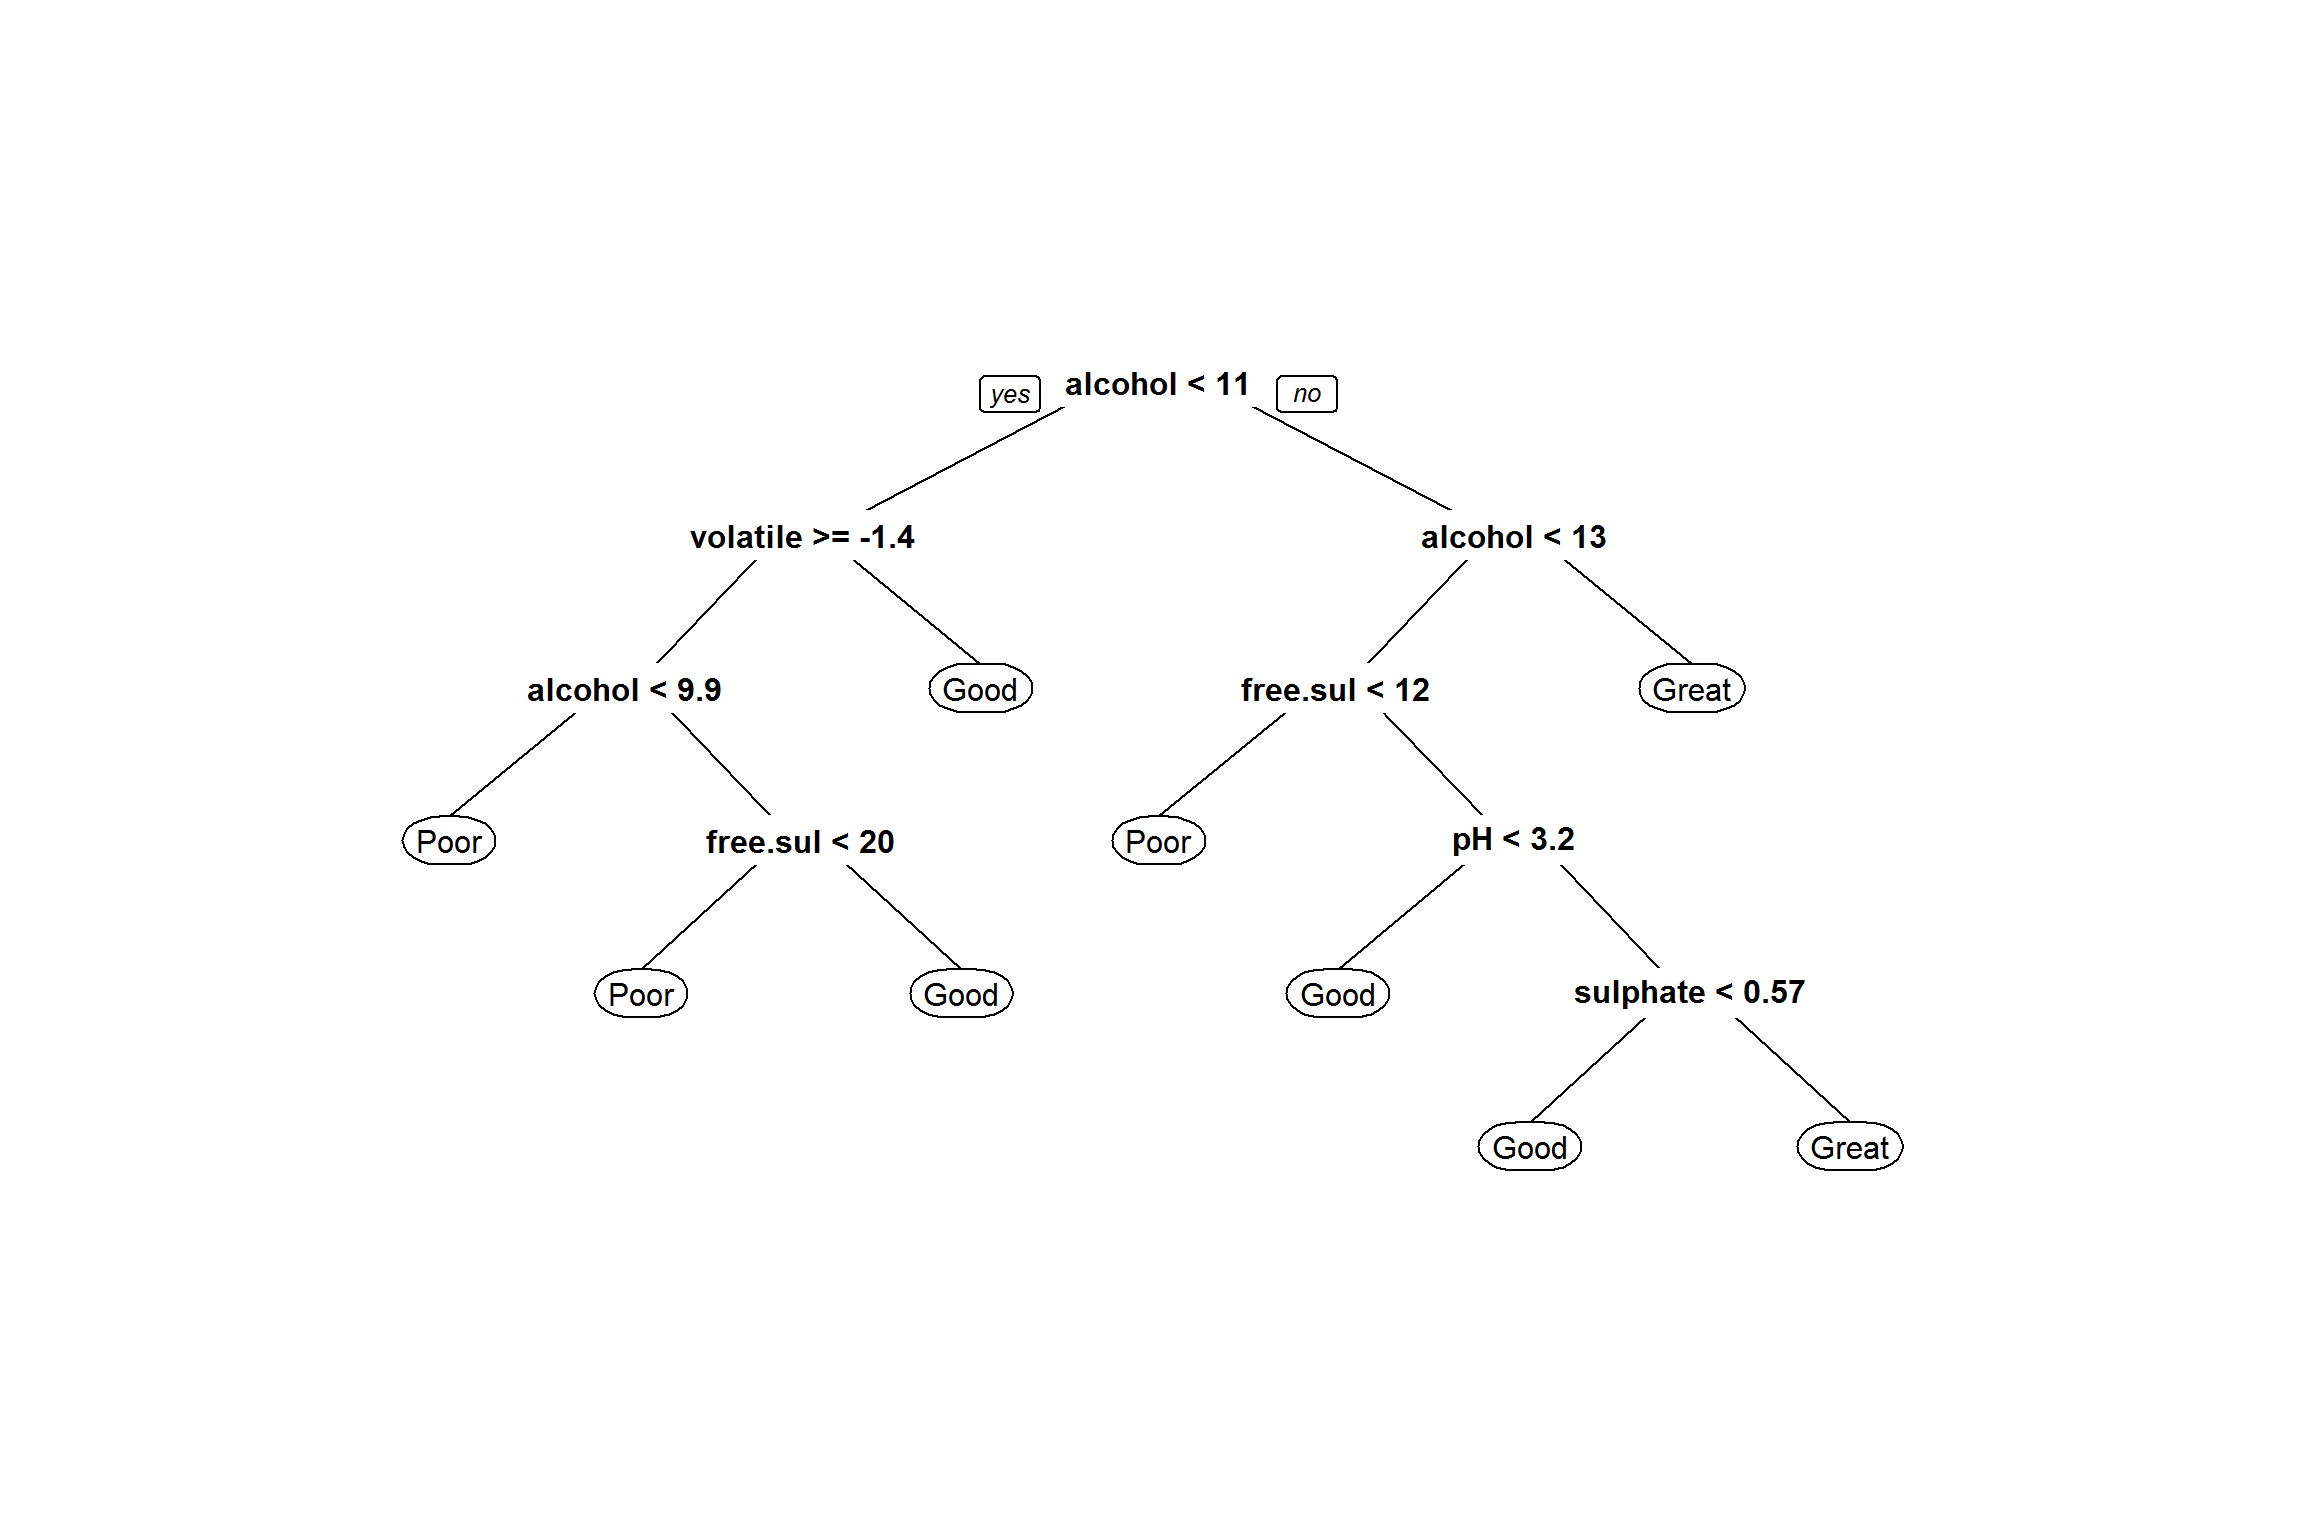 yes alcohol < 11 no
volatile >= -1.4 alcohol < 13
alcohol < 9.9 Good free.sul < 12 Great
Poor free.sul < 20 Poor pH < 3.2
Poor Good Good sulphate < 0.57
Good Great